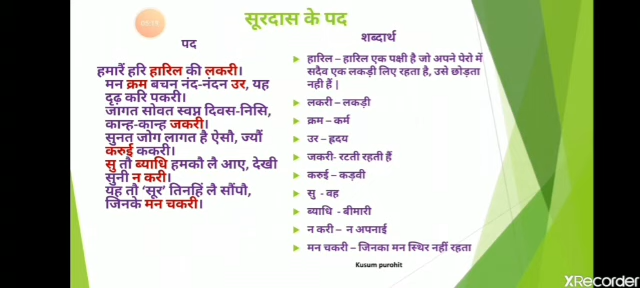 सूरदास के पद
पद
हमारैं हरि हारिल की लकरी।
मन क्रम बचन नंद-नंदन उर, यह
दृढ़ करि पकरी।
जागत सोवत स्वप्न दिवस-निसि,
कान्ह-कान्ह जकरी।
सुनत जोग लागत है ऐसौ, ज्यौं
करुई ककरी।
सु तौ ब्याधि हमकौ लै आए, देखी
सुनी न करी।
यह तौ 'सूर' तिनहिं लै सौंपौ,
जिनके मन चकरी।
शब्दार्थ
हारिल – हारिल एक पक्षी है जो अपने पेरो में
सदैव एक लकड़ी लिए रहता है, उसे छोड़ता
नही हैं |
लकरी – लकड़ी
क्रम – कर्म
उर – ह्रदय
जकरी- रटती रहती हैं
करुई – कड़वी
सु - वह
ब्याधि - बीमारी
न करी – न अपनाई
मन चकरी – जिनका मन स्थिर नहीं रहता
Kusum purohit
XRecorder